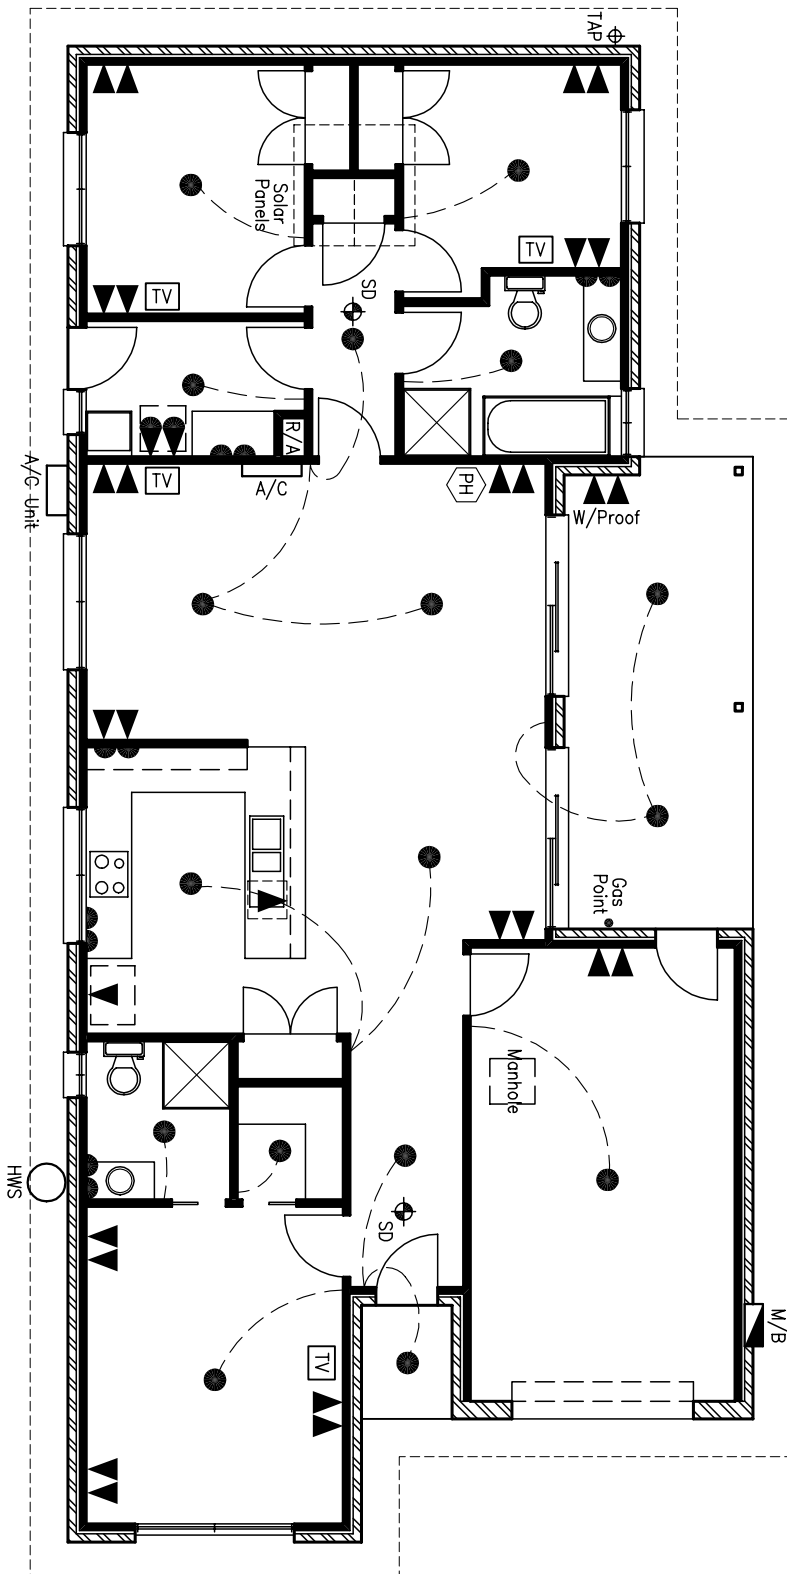 TAP
Solar
Panels
TV
TV
SD
R/A
TV
A/C
PH
A/C Unit
W/Proof
Gas
Point
Manhole
HWS
SD
M/B
TV